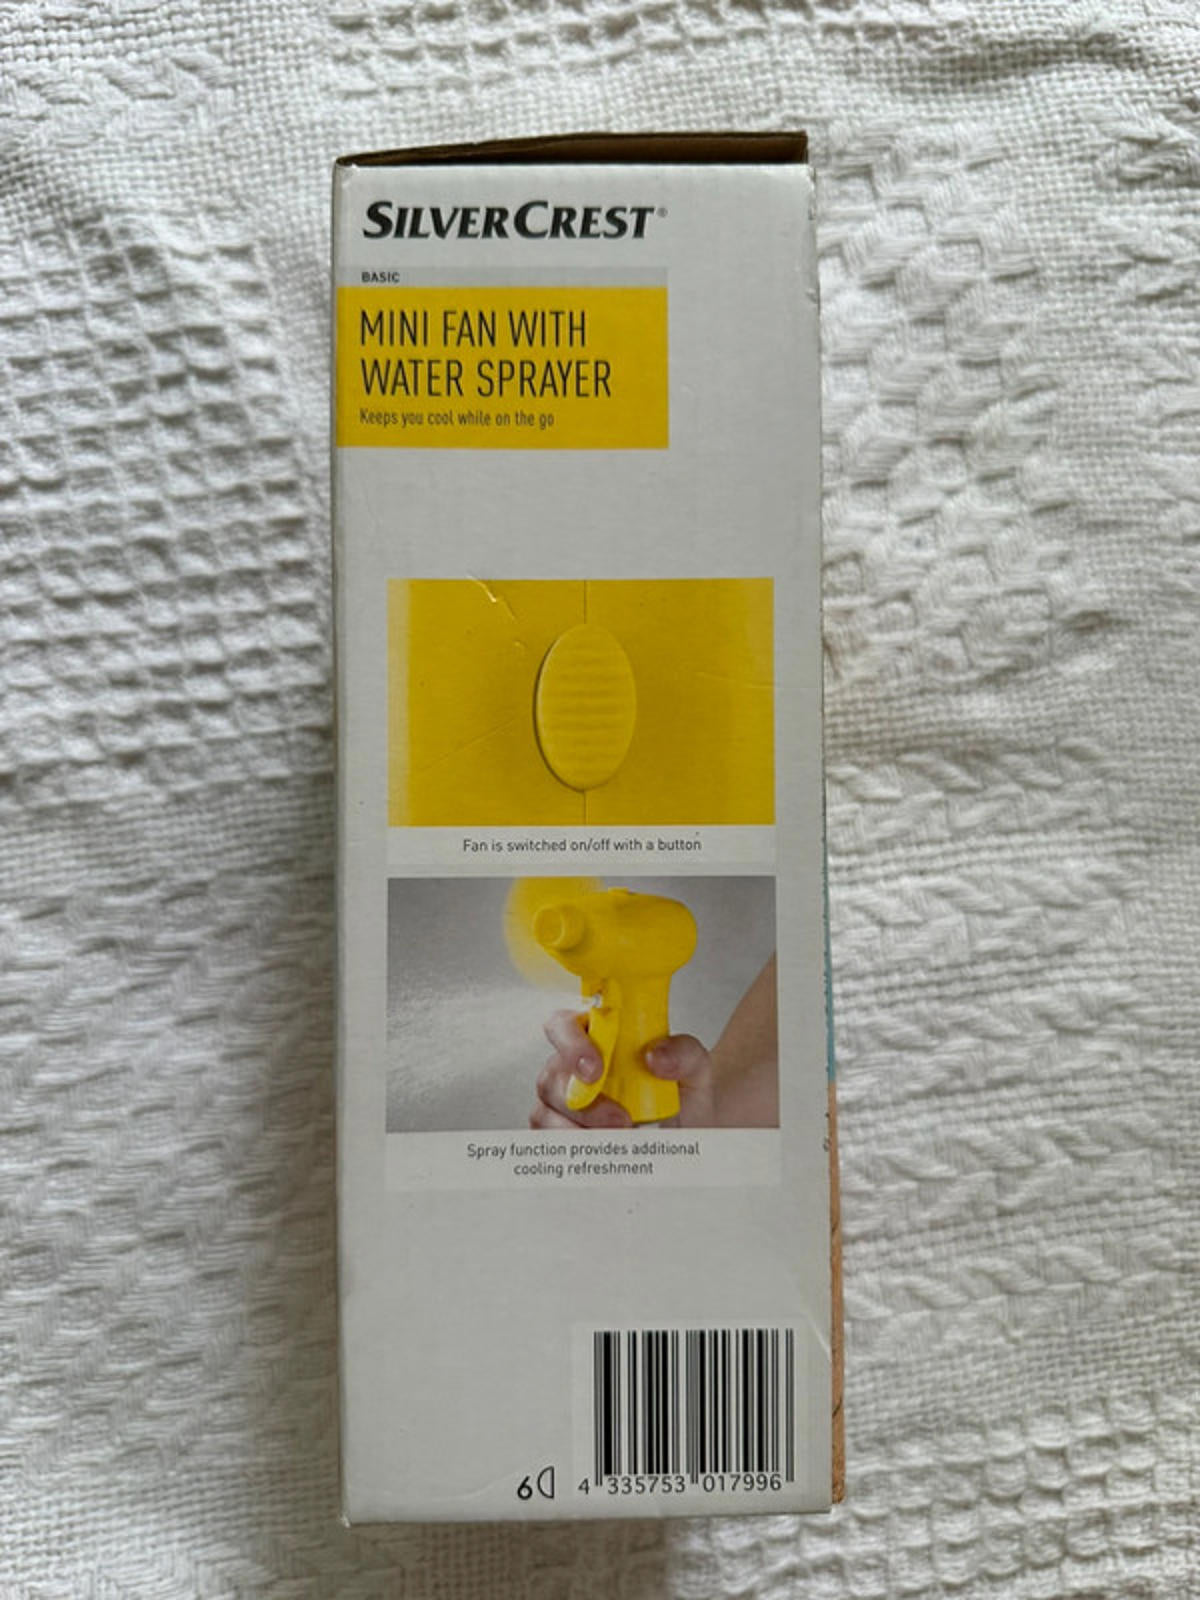 SILVERCREST®
BASIC
MINI FAN WITH
WATER SPRAYER
Keeps you cool while on the go
Fan is switched on/off with a button
Spray function provides additional
cooling refreshment
6
4 335753 017996